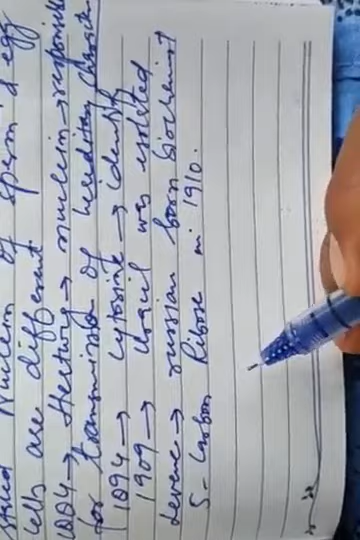 Nuclein of sperm & egg
Cells are different
1884 → Hertwig → nuclein → responsible
for transmission of hereditary character
1894 → Cytosine → identify
1909 → Uracil was isolated
Levene → russian born biochemist
5-Carbon Ribose in 1910.